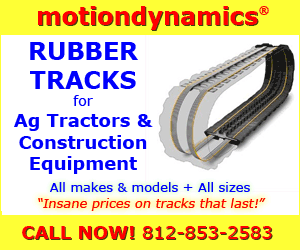 motiondynamics®
RUBBER
TRACKS
for
Ag Tractors &
Construction
Equipment
All makes & models + All sizes
“Insane prices on tracks that last!”
CALL NOW! 812-853-2583